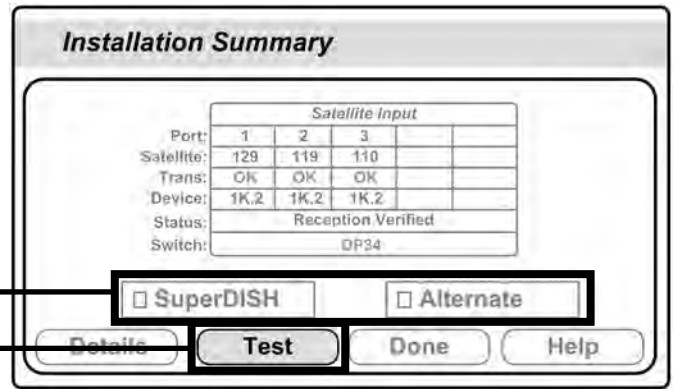 Installation Summary
Satellite Input
Port: 1 2 3
Satellite: 129 119 110
Trans: OK OK OK
Device: 1K.2 1K.2 1K.2
Status: Reception Verified
Switch: DP34
□ SuperDISH □ Alternate
Details Test Done Help